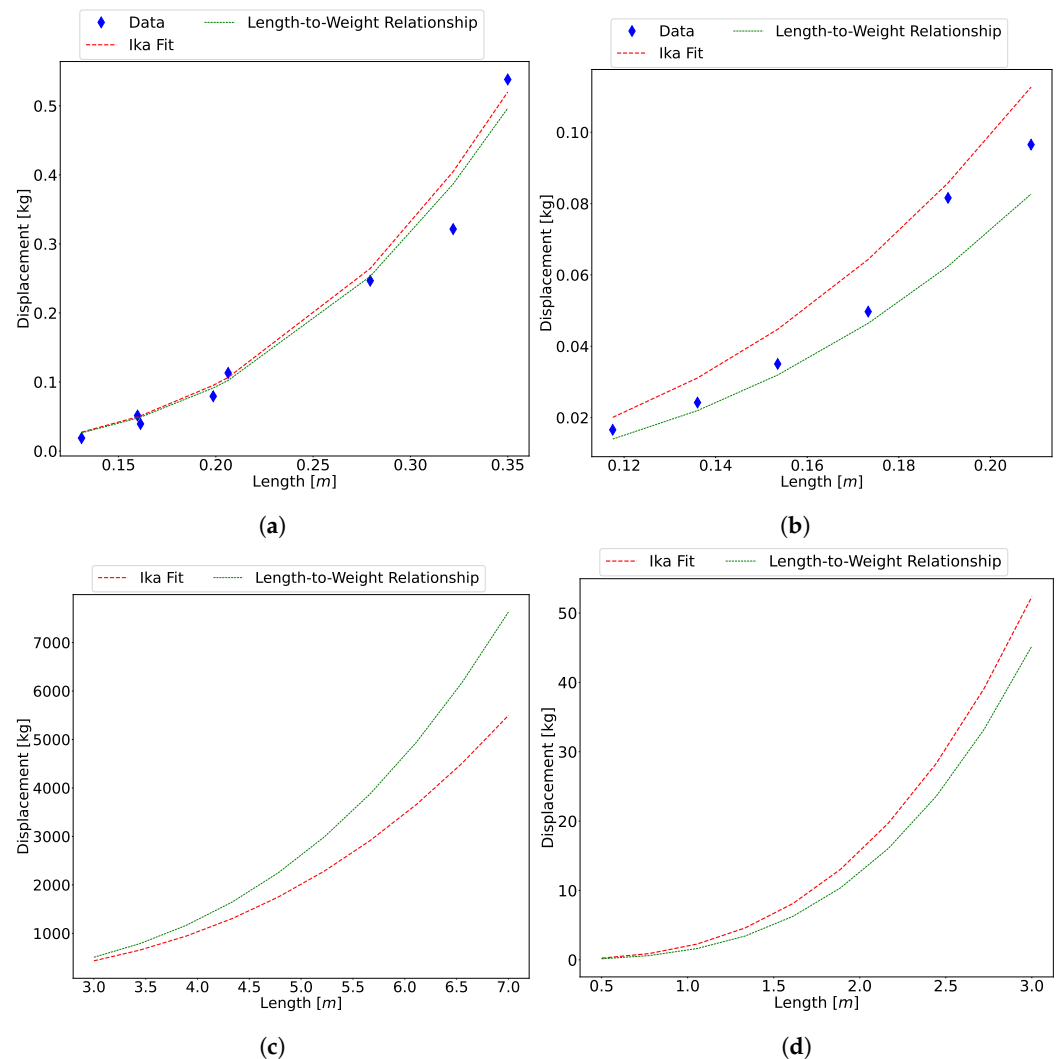 Data
Length-to-Weight Relationship
Ika Fit
0.5
0.4
0.3
0.2
0.1
0.0
Displacement [kg]
0.15
0.20
0.25
0.30
0.35
Length [m]
(a)
Data
Length-to-Weight Relationship
Ika Fit
0.10
0.08
0.06
0.04
0.02
Displacement [kg]
0.12
0.14
0.16
0.18
0.20
Length [m]
(b)
Ika Fit
Length-to-Weight Relationship
7000
6000
5000
4000
3000
2000
1000
Displacement [kg]
3.0
3.5
4.0
4.5
5.0
5.5
6.0
6.5
7.0
Length [m]
(c)
Ika Fit
Length-to-Weight Relationship
50
40
30
20
10
0
Displacement [kg]
0.5
1.0
1.5
2.0
2.5
3.0
Length [m]
(d)